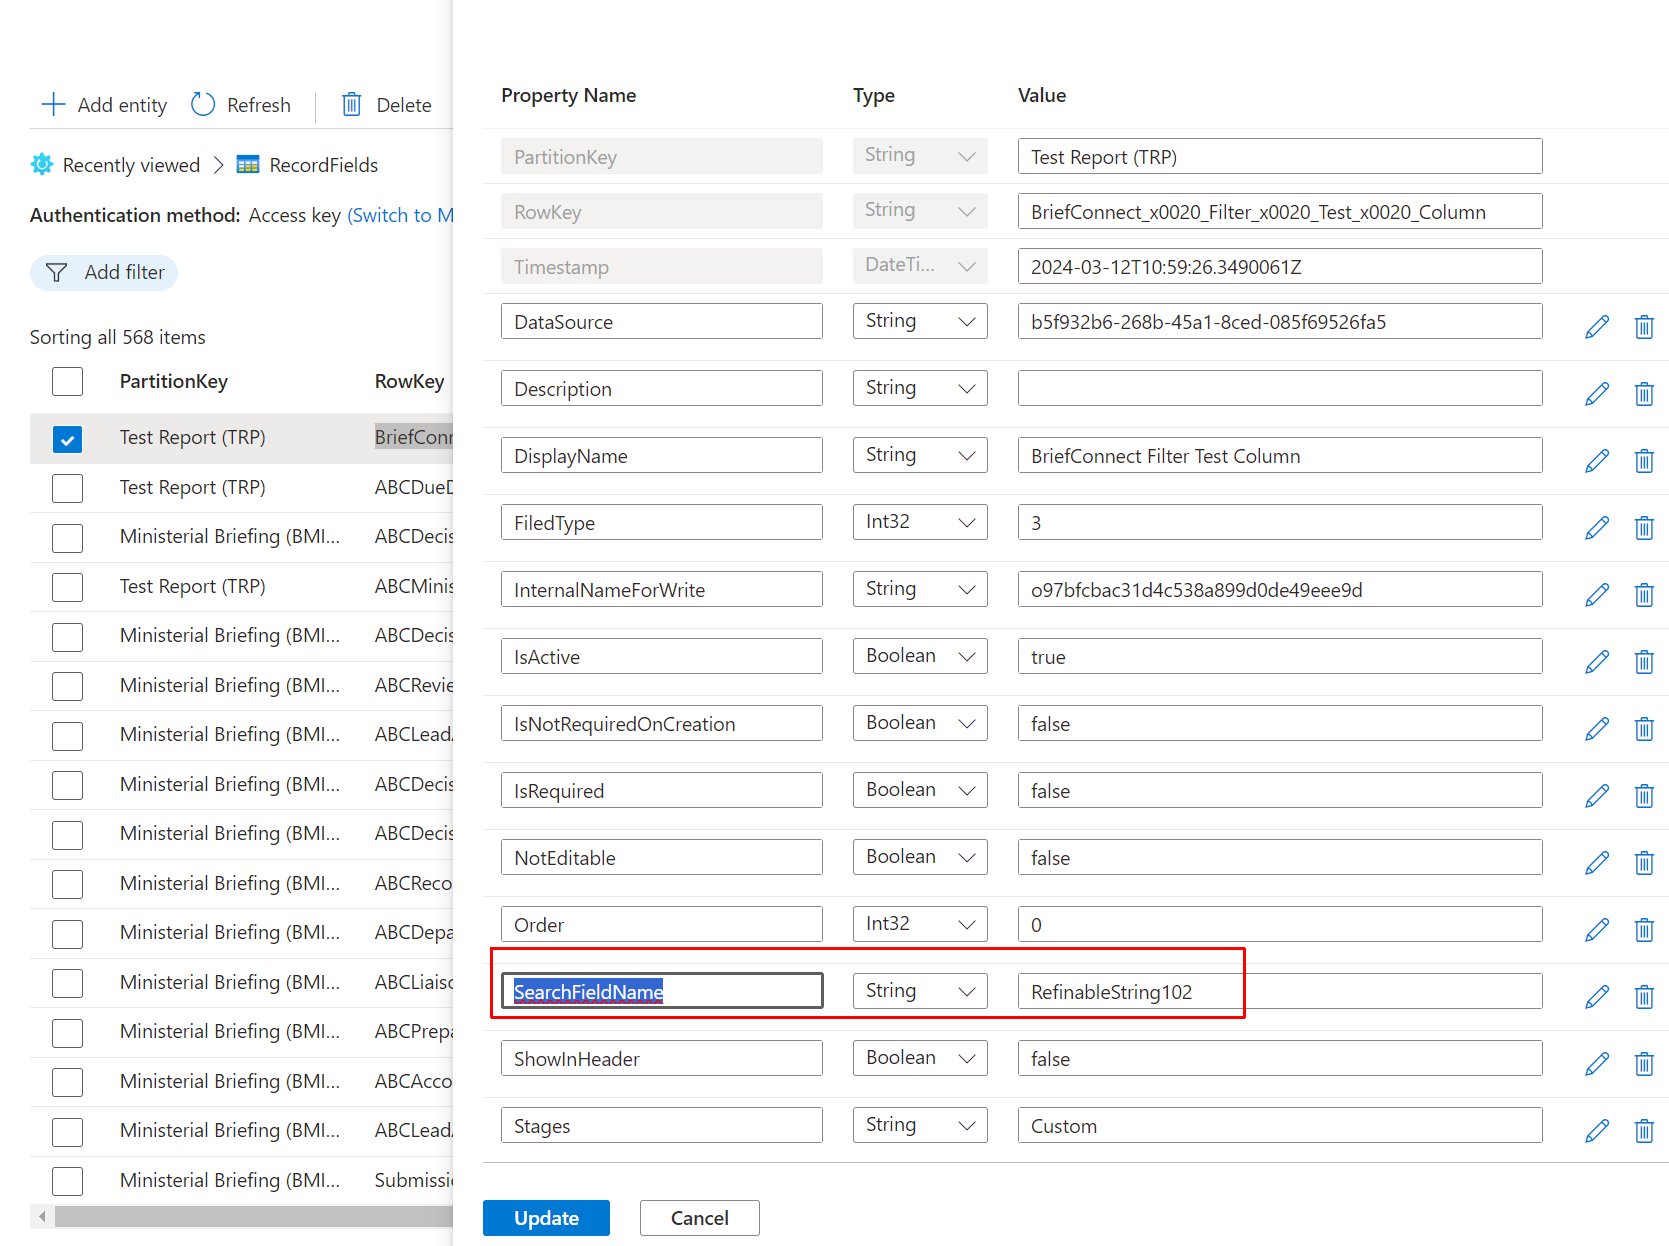 Add entity
Refresh
Delete
Recently viewed
RecordFields
Authentication method: Access key (Switch to M
Add filter
Sorting all 568 items
PartitionKey RowKey
Test Report (TRP) BriefConn
Test Report (TRP) ABCDueD
Ministerial Briefing (BMI... ABCDecis
Test Report (TRP) ABCMinis
Ministerial Briefing (BMI... ABCDecis
Ministerial Briefing (BMI... ABCRevie
Ministerial Briefing (BMI... ABCLeadA
Ministerial Briefing (BMI... ABCDecis
Ministerial Briefing (BMI... ABCDecis
Ministerial Briefing (BMI... ABCReco
Ministerial Briefing (BMI... ABCDepa
Ministerial Briefing (BMI... ABCLiaisc
Ministerial Briefing (BMI... ABCPrepa
Ministerial Briefing (BMI... ABCAcco
Ministerial Briefing (BMI... ABCLeadA
Ministerial Briefing (BMI... Submissi
Property Name Type Value
PartitionKey String Test Report (TRP)
RowKey String BriefConnect_x0020_Filter_x0020_Test_x0020_Column
Timestamp DateTi... 2024-03-12T10:59:26.3490061Z
DataSource String b5f932b6-268b-45a1-8ced-085f69526fa5
Description String
DisplayName String BriefConnect Filter Test Column
FiledType Int32 3
InternalNameForWrite String o97bfcbac31d4c538a899d0de49eee9d
IsActive Boolean true
IsNotRequiredOnCreation Boolean false
IsRequired Boolean false
NotEditable Boolean false
Order Int32 0
SearchFieldName String RefinableString102
ShowInHeader Boolean false
Stages String Custom
Update Cancel